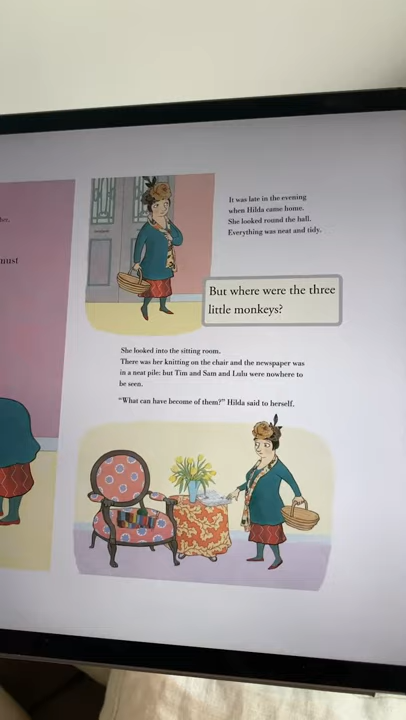 It was late in the evening
when Hilda came home.
She looked round the hall.
Everything was neat and tidy.
But where were the three
little monkeys?
She looked into the sitting room.
There was her knitting on the chair and the newspaper was
in a neat pile: but Tim and Sam and Lulu were nowhere to
be seen.
“What can have become of them?” Hilda said to herself.